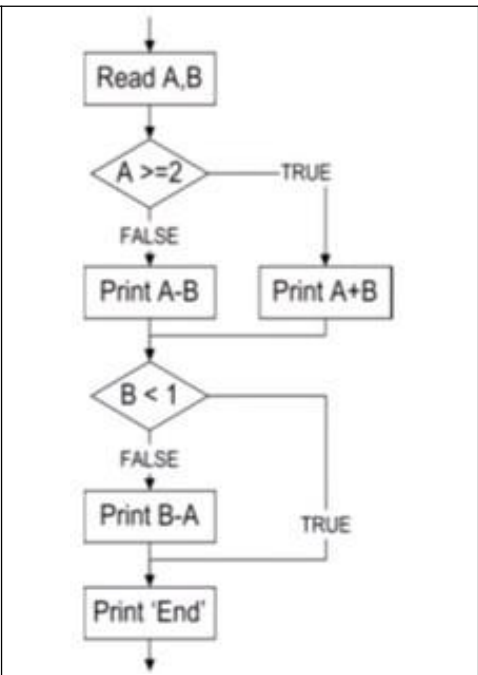 Read A,B
A >=2
TRUE
FALSE
Print A-B
Print A+B
B < 1
FALSE
Print B-A
TRUE
Print 'End'